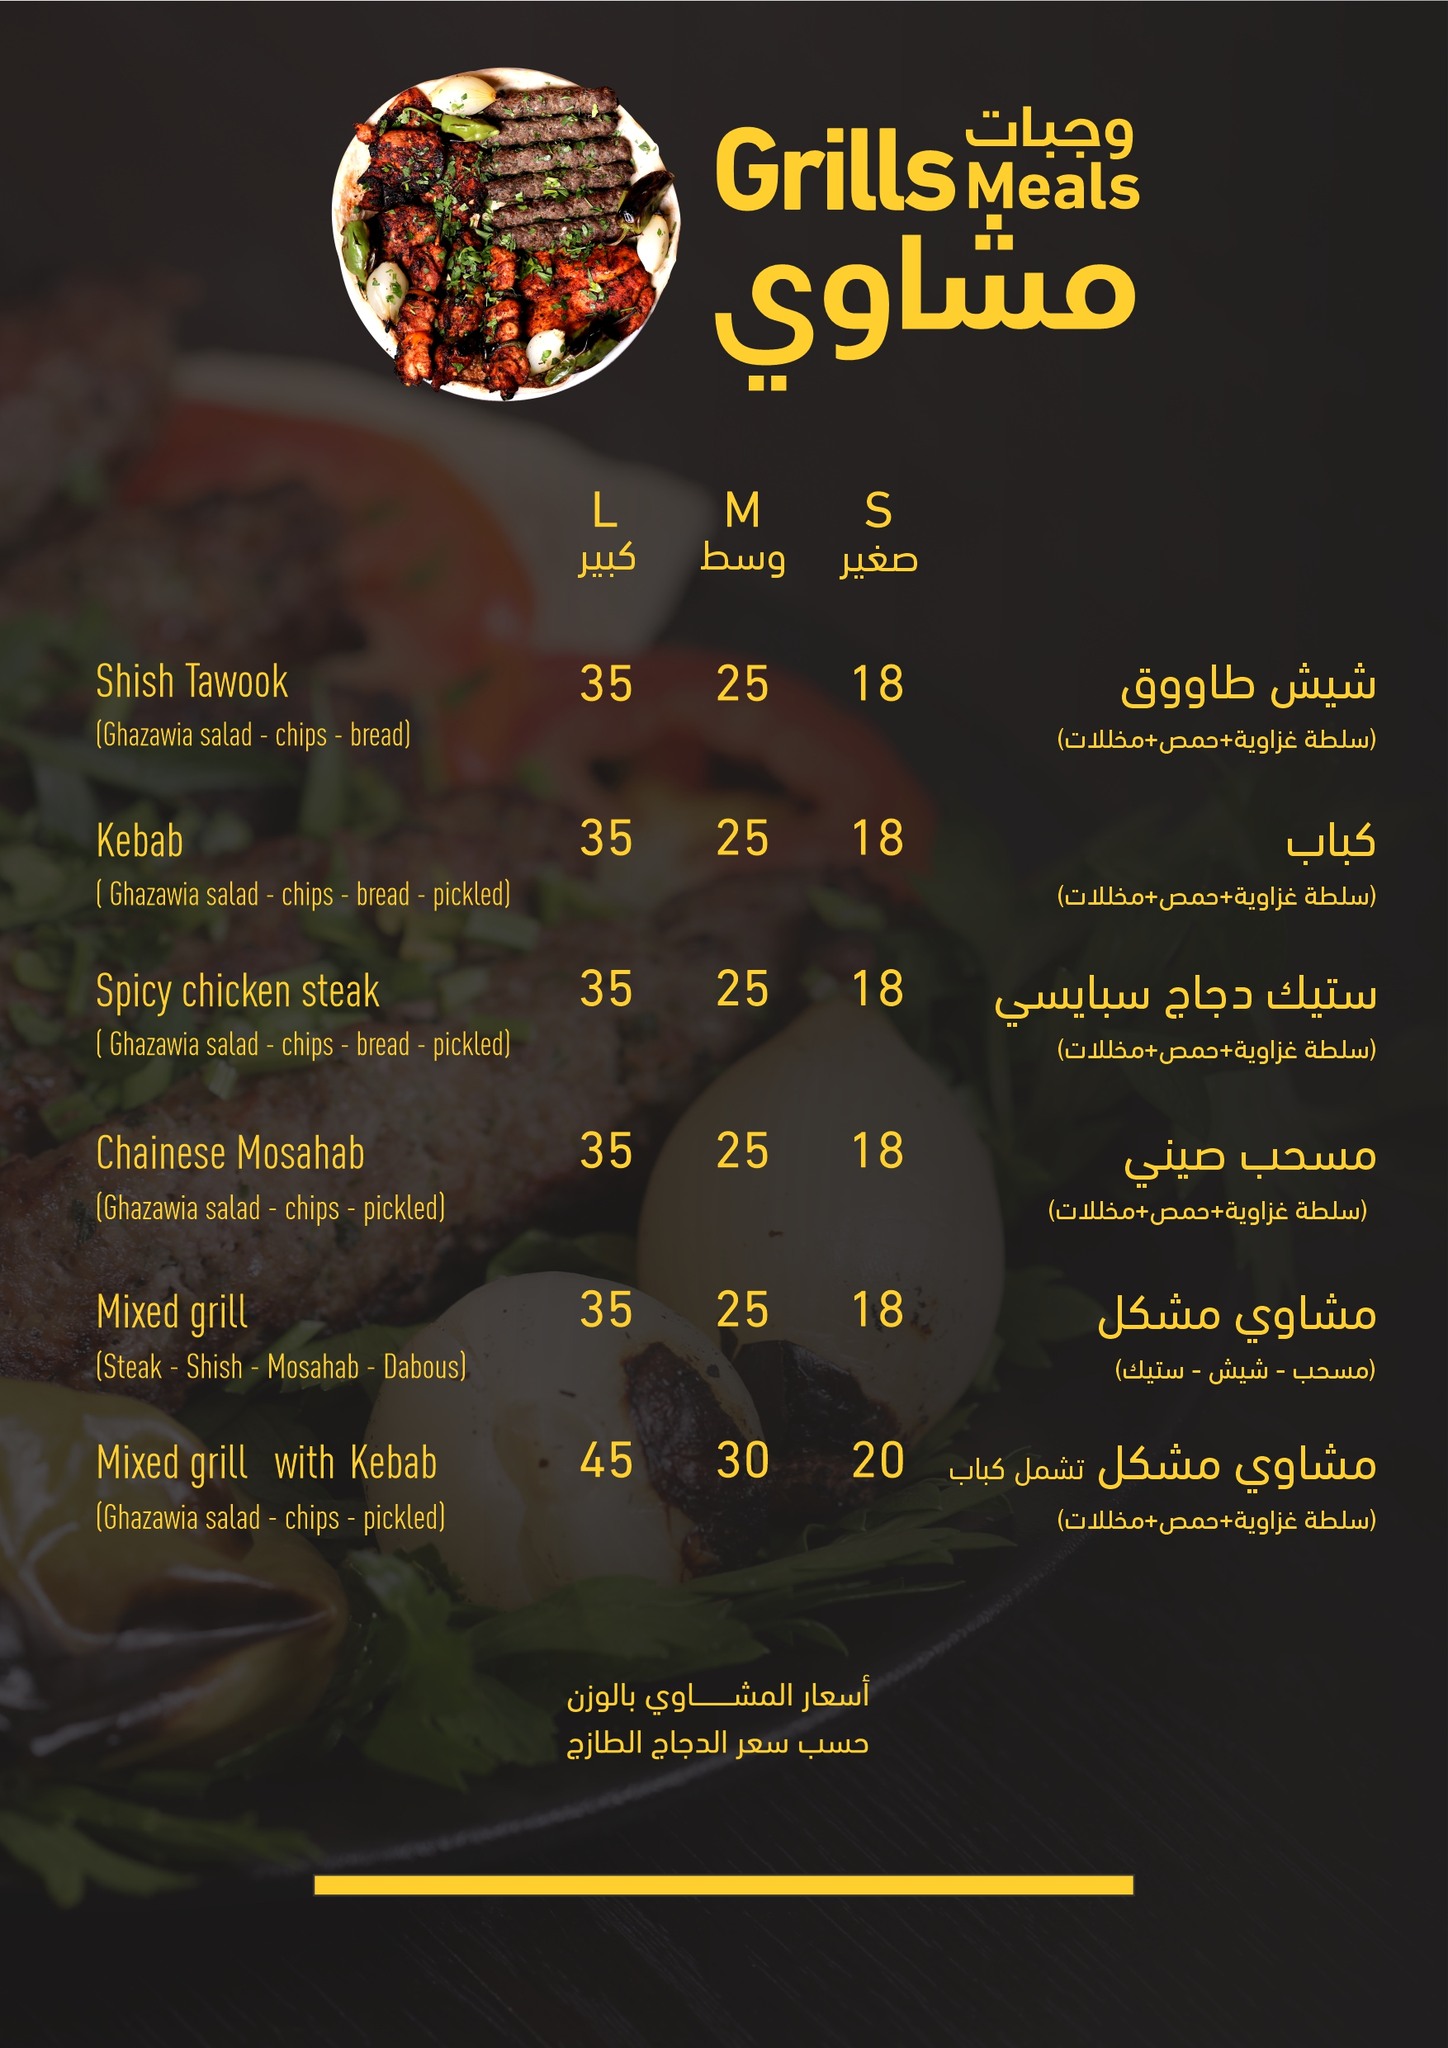 Grills وجبات
Meals
مشاوي
L M S
كبير وسط صغير
Shish Tawook 35 25 18 شيش طاووق
(Ghazawia salad - chips - bread) (سلطة غزاوية+حمص+مخللات)
Kebab 35 25 18 كباب
( Ghazawia salad - chips - bread - pickled) (سلطة غزاوية+حمص+مخللات)
Spicy chicken steak 35 25 18 ستيك دجاج سبايسي
( Ghazawia salad - chips - bread - pickled) (سلطة غزاوية+حمص+مخللات)
Chainese Mosahab 35 25 18 مسحب صيني
(Ghazawia salad - chips - pickled) (سلطة غزاوية+حمص+مخللات)
Mixed grill 35 25 18 مشاوي مشكل
(Steak - Shish - Mosahab - Dabous) (مسحب - شيش - ستيك)
Mixed grill with Kebab 45 30 20 مشاوي مشكل تشمل كباب
(Ghazawia salad - chips - pickled) (سلطة غزاوية+حمص+مخللات)
أسعار المشـــاوي بالوزن
حسب سعر الدجاج الطازج